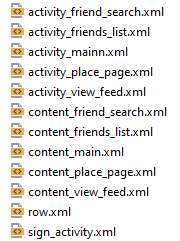 activity_friend_search.xml
activity_friends_list.xml
activity_mainn.xml
activity_place_page.xml
activity_view_feed.xml
content_friend_search.xml
content_friends_list.xml
content_main.xml
content_place_page.xml
content_view_feed.xml
row.xml
sign_activity.xml